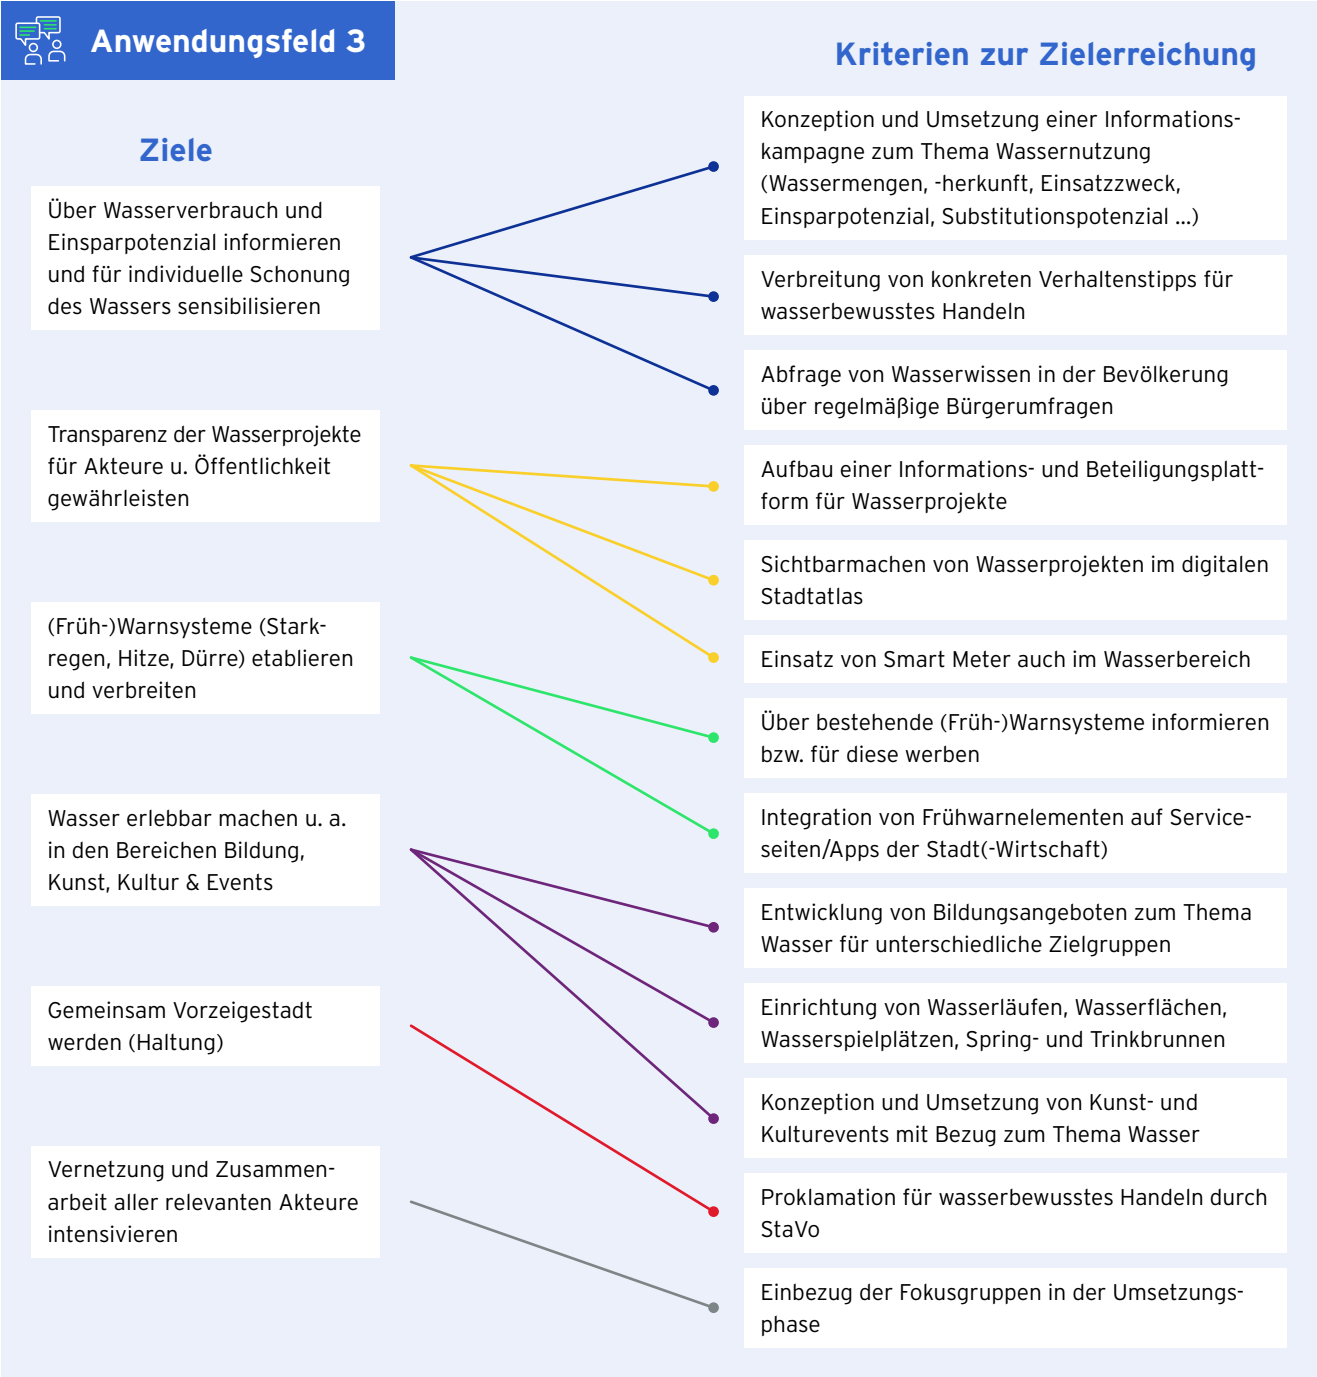 Anwendungsfeld 3
Ziele
Über Wasserverbrauch und
Einsparpotenzial informieren
und für individuelle Schonung
des Wassers sensibilisieren
Transparenz der Wasserprojekte
für Akteure u. Öffentlichkeit
gewährleisten
(Früh-)Warnsysteme (Stark-
regen, Hitze, Dürre) etablieren
und verbreiten
Wasser erlebbar machen u. a.
in den Bereichen Bildung,
Kunst, Kultur & Events
Gemeinsam Vorzeigestadt
werden (Haltung)
Vernetzung und Zusammen-
arbeit aller relevanten Akteure
intensivieren
Kriterien zur Zielerreichung
Konzeption und Umsetzung einer Informations-
kampagne zum Thema Wassernutzung
(Wassermengen, -herkunft, Einsatzzweck,
Einsparpotenzial, Substitutionspotenzial ...)
Verbreitung von konkreten Verhaltenstipps für
wasserbewusstes Handeln
Abfrage von Wasserwissen in der Bevölkerung
über regelmäßige Bürgerumfragen
Aufbau einer Informations- und Beteiligungsplatt-
form für Wasserprojekte
Sichtbarmachen von Wasserprojekten im digitalen
Stadtatlas
Einsatz von Smart Meter auch im Wasserbereich
Über bestehende (Früh-)Warnsysteme informieren
bzw. für diese werben
Integration von Frühwarnelementen auf Service-
seiten/Apps der Stadt(-Wirtschaft)
Entwicklung von Bildungsangeboten zum Thema
Wasser für unterschiedliche Zielgruppen
Einrichtung von Wasserläufen, Wasserflächen,
Wasserspielplätzen, Spring- und Trinkbrunnen
Konzeption und Umsetzung von Kunst- und
Kulturevents mit Bezug zum Thema Wasser
Proklamation für wasserbewusstes Handeln durch
StaVo
Einbezug der Fokusgruppen in der Umsetzungs-
phase